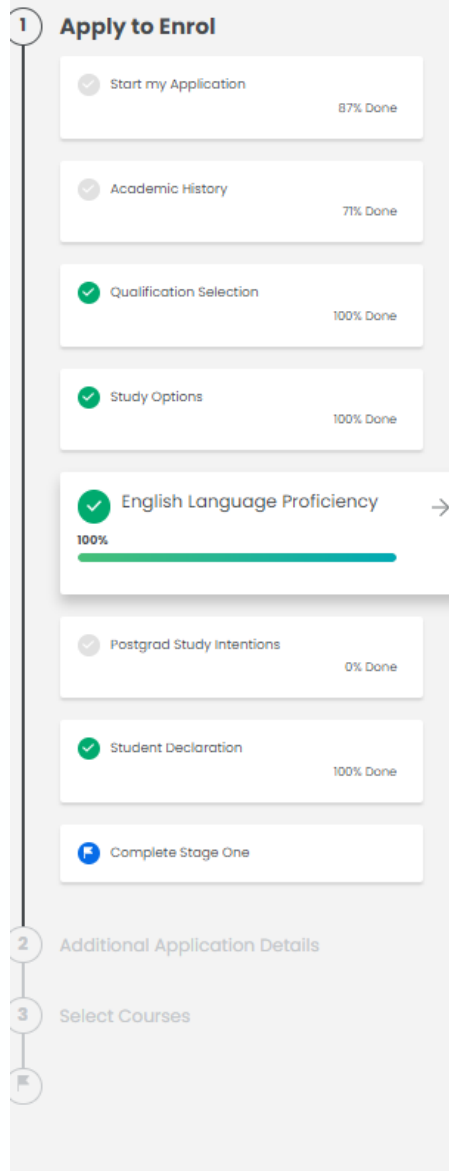 1
Apply to Enrol
Start my Application
87% Done
Academic History
71% Done
Qualification Selection
100% Done
Study Options
100% Done
English Language Proficiency
100%
Postgrad Study Intentions
0% Done
Student Declaration
100% Done
Complete Stage One
2
Additional Application Details
3
Select Courses